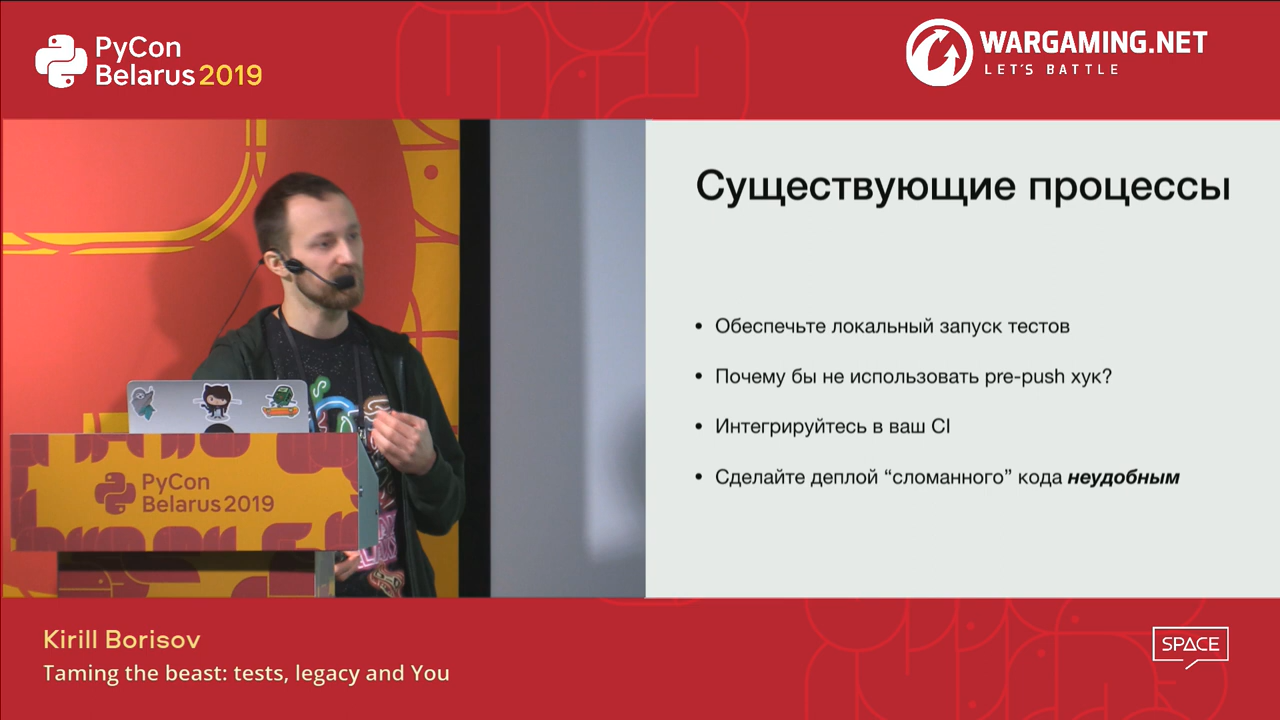 PyCon
Belarus 2019
WARGAMING.NET
LET'S BATTLE
Существующие процессы
• Обеспечьте локальный запуск тестов
• Почему бы не использовать pre-push хук?
• Интегрируйтесь в ваш CI
• Сделайте деплой “сломанного” кода неудобным
PyCon
Belarus 2019
Kirill Borisov
Taming the beast: tests, legacy and You
SPACE